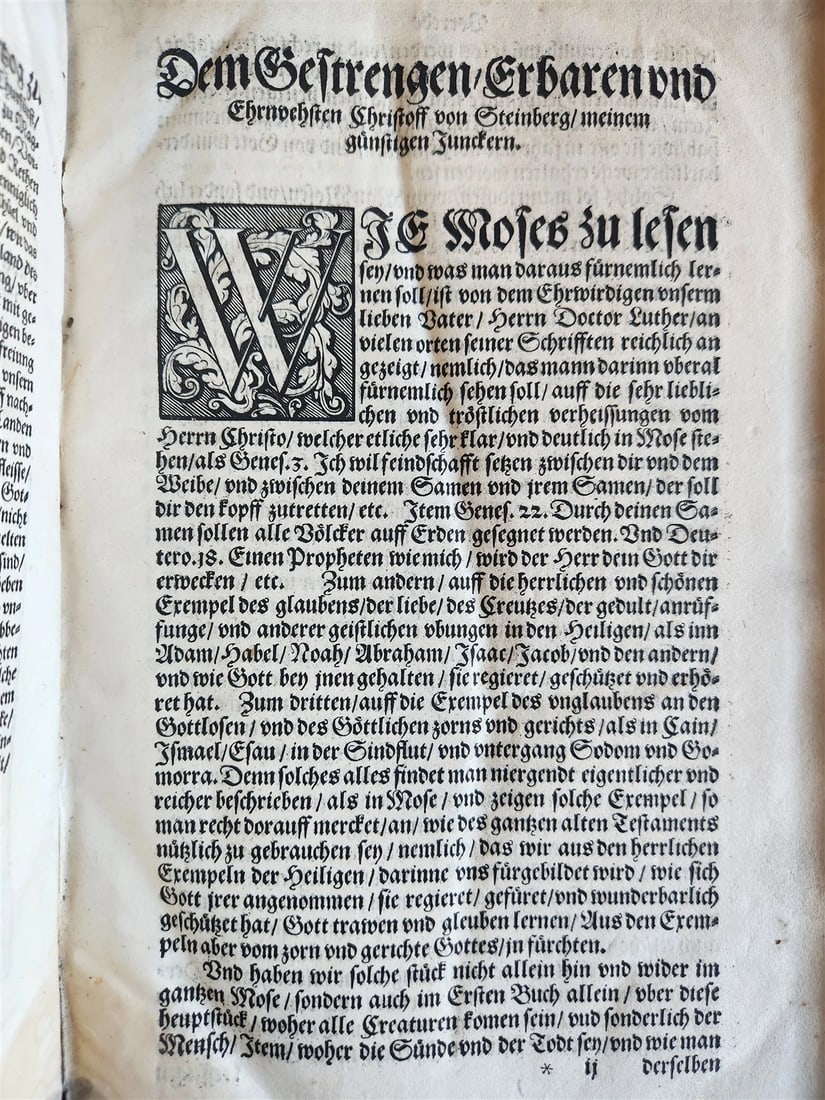 Dem Gestrengen/Erbaren vnd
Ehrnvehsten Christoff von Steinberg/ meinem
günstigen Junckern.
WJE Moses zu lesen
sey/vnd was man daraus fürnemlich ler-
nen soll/ist von dem Ehrwirdigen vnserm
lieben Vater/ Herrn Doctor Luther/an
vielen orten seiner Schrifften reichlich an
gezeigt/ nemlich/das mann darinn vberal
fürnemlich sehen soll/ auff die sehr liebli-
chen vnd tröstlichen verheissungen vom
Herrn Christo/ welcher etliche sehr klar/vnd deutlich in Mose ste-
hen/als Genes.3. Jch wil feindschafft setzen zwischen dir vnd dem
Weibe/ vnd zwischen deinem Samen vnd jrem Samen/ der soll
dir den kopff zutretten/ etc. Jtem Genes. 22. Durch deinen Sa-
men sollen alle Völcker auff Erden gesegnet werden. Vnd Deu-
tero.18. Einen Propheten wie mich/ wird der Herr dein Gott dir
erwecken / etc. Zum andern/ auff die herrlichen vnd schönen
Exempel des glaubens/der liebe/ des Creutzes/der gedult/anrüf-
funge/ vnd anderer geistlichen vbungen in den Heiligen/ als inn
Adam/ Habel/ Noah/ Abraham/ Jsaac/Jacob/vnd den andern/
vnd wie Gott bey jnen gehalten/ sie regieret/ geschützet vnd erhö-
ret hat. Zum dritten/auff die Exempel des vnglaubens an den
Gottlosen/ vnd des Göttlichen zorns vnd gerichts/als in Cain/
Jsmael/Esau/ in der Sindflut/ vnd vntergang Sodom vnd Go-
morra. Denn solches alles findet man niergendt eigentlicher vnd
reicher beschrieben/ als in Mose/ vnd zeigen solche Exempel/ so
man recht dorauff mercket/an/ wie des gantzen alten Testaments
nützlich zu gebrauchen sey/ nemlich/ das wir aus den herrlichen
Exempeln der Heiligen/ darinne vns fürgebildet wird/ wie sich
Gott jrer angenommen/ sie regieret/ gefüret/vnd wunderbarlich
geschützet hat/ Gott trawen vnd gleuben lernen/ Aus den Exem-
peln aber vom zorn vnd gerichte Gottes/jn fürchten.
Vnd haben wir solche stück nicht allein hin vnd wider im
gantzen Mose/ sondern auch im Ersten Buch allein/ vber diese
heuptstück/ woher alle Creaturen komen sein/ vud sonderlich der
Mensch/ Jtem/ woher die Sünde vnd der Todt sey/vnd wie man
* ij derselben